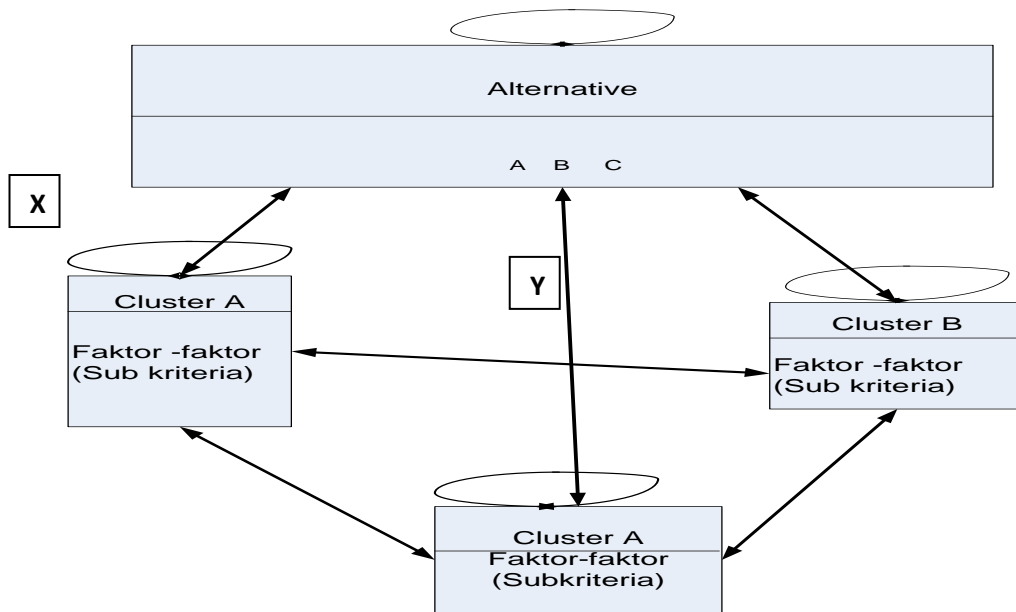 Alternative
A B C
X
Cluster A
Faktor -faktor
(Sub kriteria)
Y
Cluster B
Faktor -faktor
(Sub kriteria)
Cluster A
Faktor-faktor
(Subkriteria)